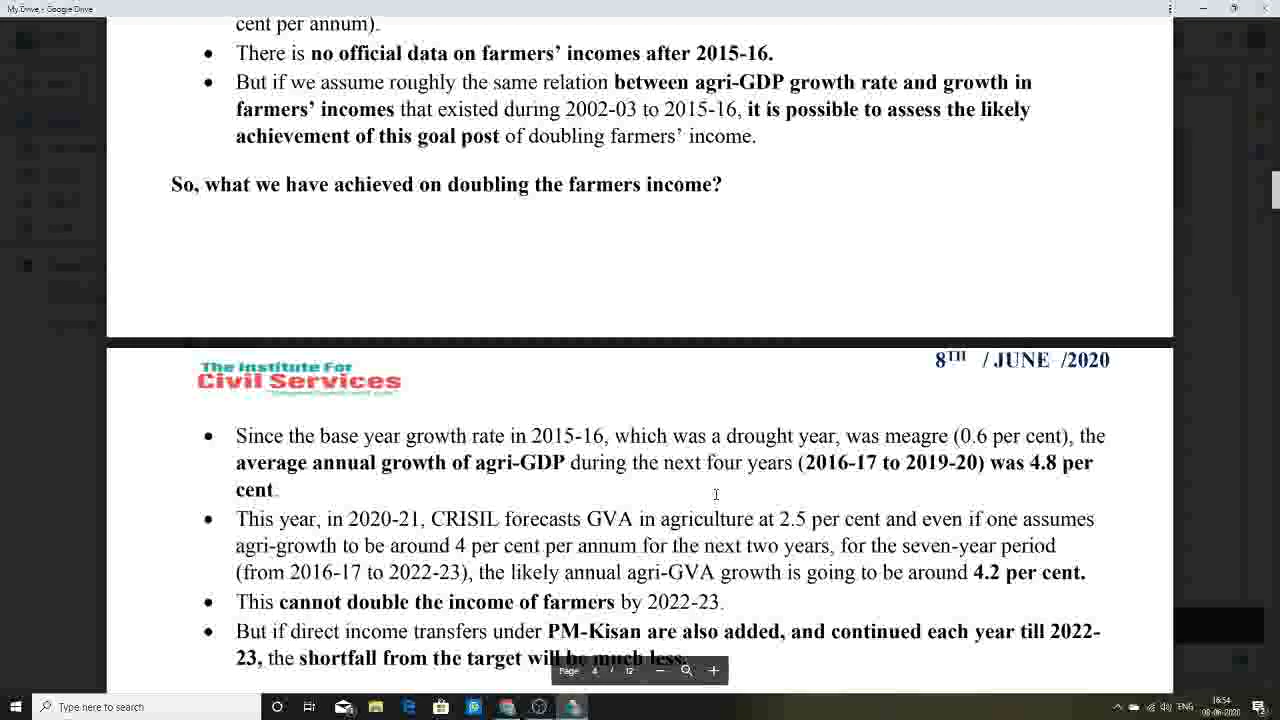 My Drive - Google Drive
cent per annum).
• There is no official data on farmers’ incomes after 2015-16.
• But if we assume roughly the same relation between agri-GDP growth rate and growth in
farmers’ incomes that existed during 2002-03 to 2015-16, it is possible to assess the likely
achievement of this goal post of doubling farmers’ income.
So, what we have achieved on doubling the farmers income?
8TH / JUNE /2020
The Institute For
Civil Services
• Since the base year growth rate in 2015-16, which was a drought year, was meagre (0.6 per cent), the
average annual growth of agri-GDP during the next four years (2016-17 to 2019-20) was 4.8 per
cent.
• This year, in 2020-21, CRISIL forecasts GVA in agriculture at 2.5 per cent and even if one assumes
agri-growth to be around 4 per cent per annum for the next two years, for the seven-year period
(from 2016-17 to 2022-23), the likely annual agri-GVA growth is going to be around 4.2 per cent.
• This cannot double the income of farmers by 2022-23.
• But if direct income transfers under PM-Kisan are also added, and continued each year till 2022-
23, the shortfall from the target will be much less.
Page 4 / 12
Type here to search
16:54
08-06-2020